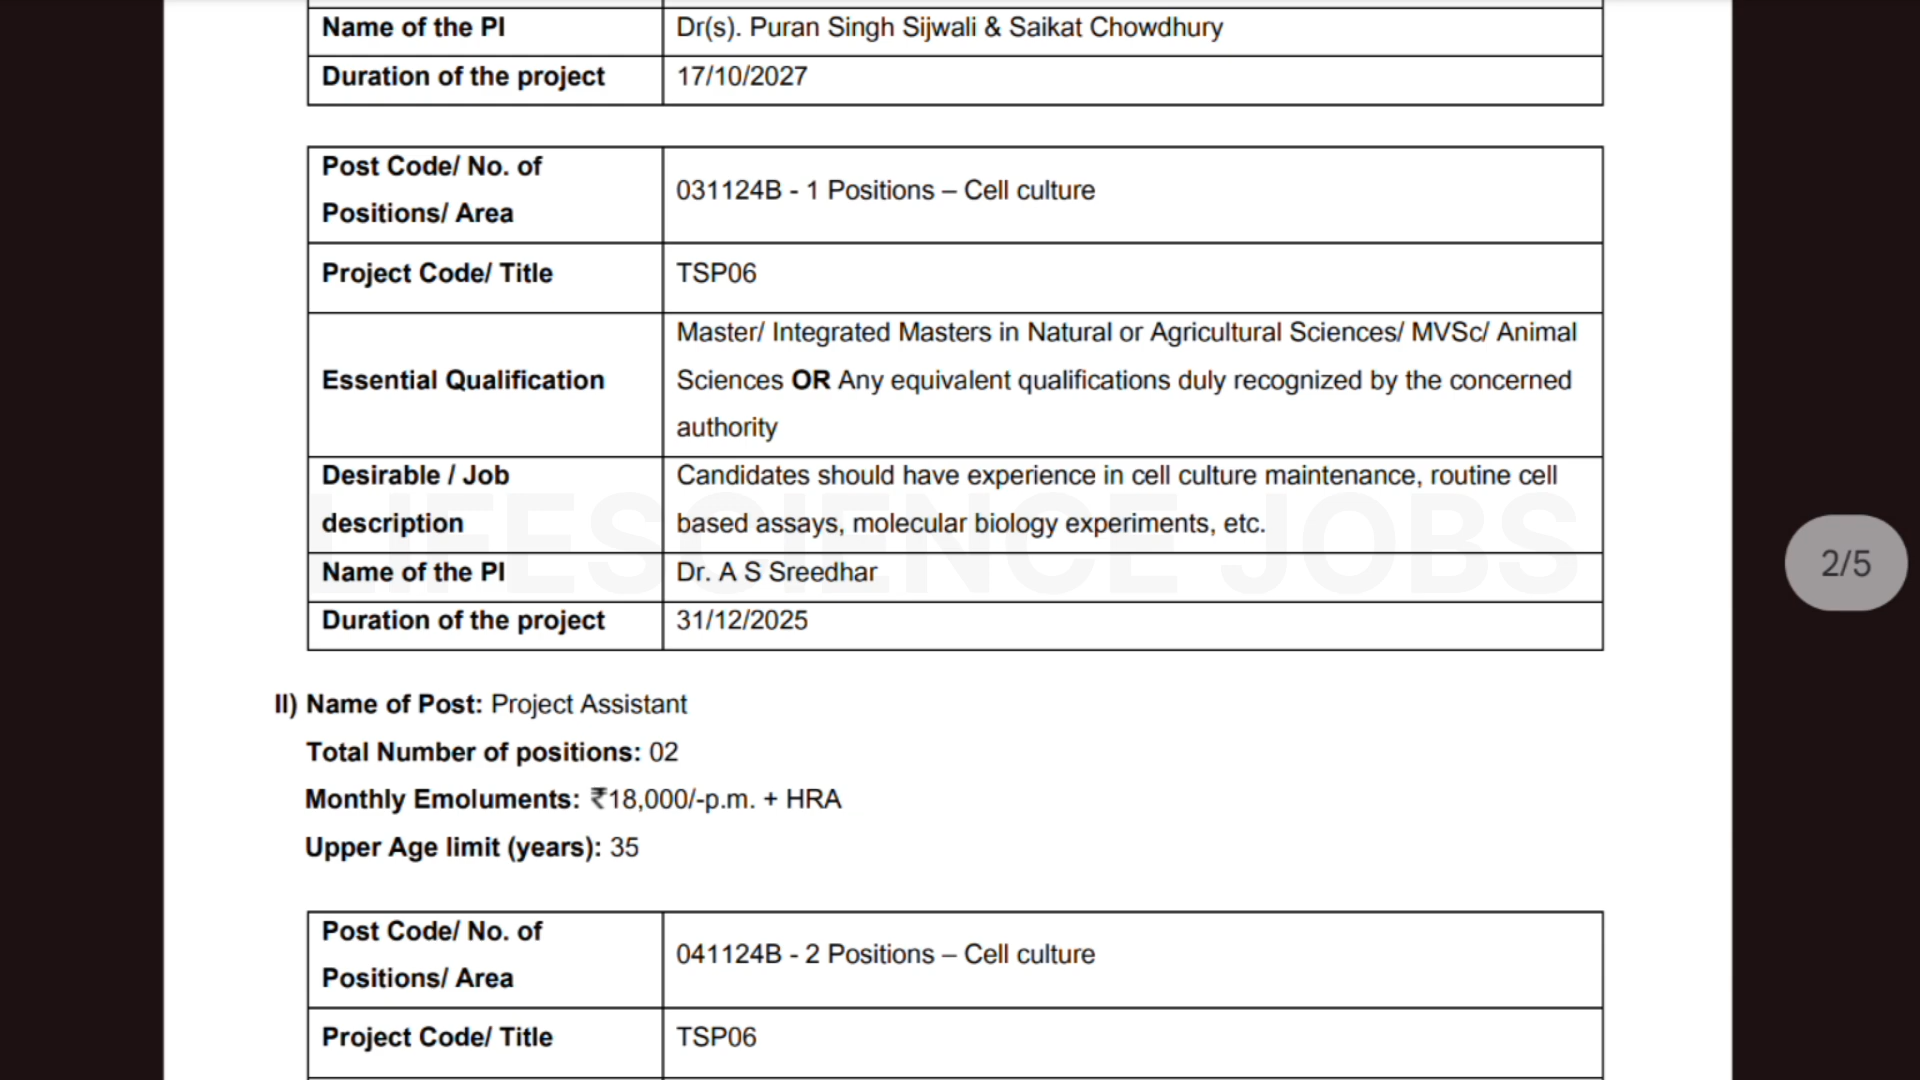 Name of the PI Dr(s). Puran Singh Sijwali & Saikat Chowdhury
Duration of the project 17/10/2027
Post Code/ No. of
Positions/ Area
031124B - 1 Positions – Cell culture
Project Code/ Title TSP06
Essential Qualification
Master/ Integrated Masters in Natural or Agricultural Sciences/ MVSc/ Animal
Sciences OR Any equivalent qualifications duly recognized by the concerned
authority
Desirable / Job
description
Candidates should have experience in cell culture maintenance, routine cell
based assays, molecular biology experiments, etc.
LIFESCIENCE JOBS
Name of the PI Dr. A S Sreedhar
Duration of the project 31/12/2025
2/5
II) Name of Post: Project Assistant
Total Number of positions: 02
Monthly Emoluments: ₹18,000/-p.m. + HRA
Upper Age limit (years): 35
Post Code/ No. of
Positions/ Area
041124B - 2 Positions – Cell culture
Project Code/ Title TSP06